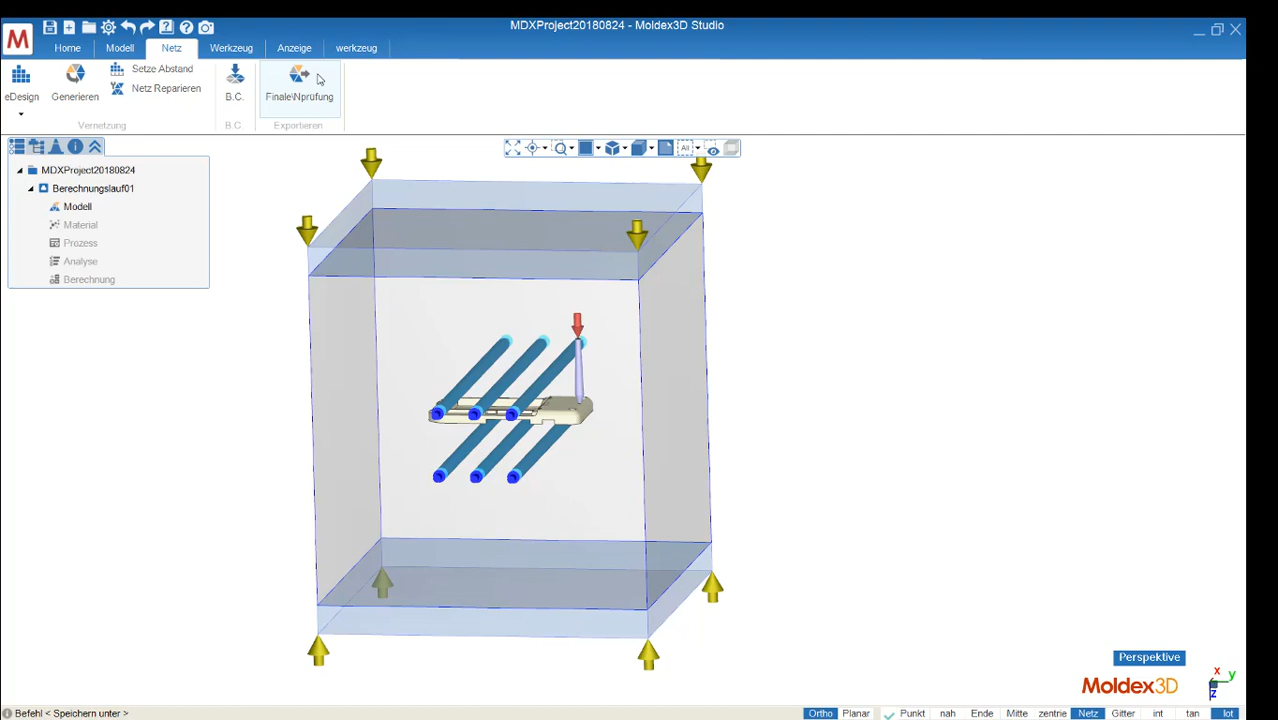 MDXProject20180824 - Moldex3D Studio
M
Home Modell Netz Werkzeug Anzeige werkzeug
eDesign Generieren Setze Abstand B.C. Finale\Nprüfung
Netz Reparieren
Vernetzung B.C. Exportieren
All
MDXProject20180824
Berechnungslauf01
Modell
Material
Prozess
Analyse
Berechnung
Perspektive
Moldex3D
x
y
z
Befehl < Speichern unter > Ortho Planar Punkt nah Ende Mitte zentrie Netz Gitter int tan lot